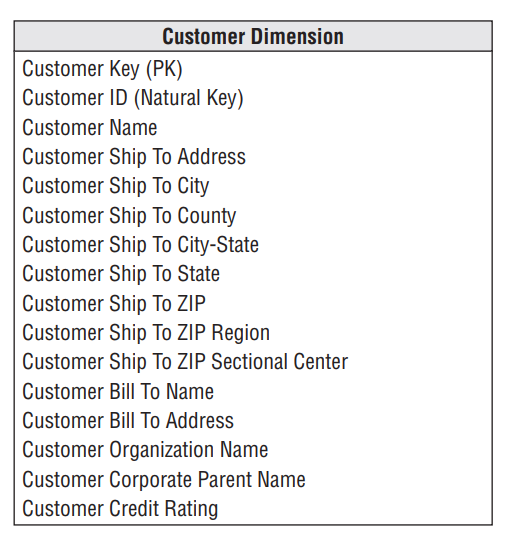 Customer Dimension
Customer Key (PK)
Customer ID (Natural Key)
Customer Name
Customer Ship To Address
Customer Ship To City
Customer Ship To County
Customer Ship To City-State
Customer Ship To State
Customer Ship To ZIP
Customer Ship To ZIP Region
Customer Ship To ZIP Sectional Center
Customer Bill To Name
Customer Bill To Address
Customer Organization Name
Customer Corporate Parent Name
Customer Credit Rating